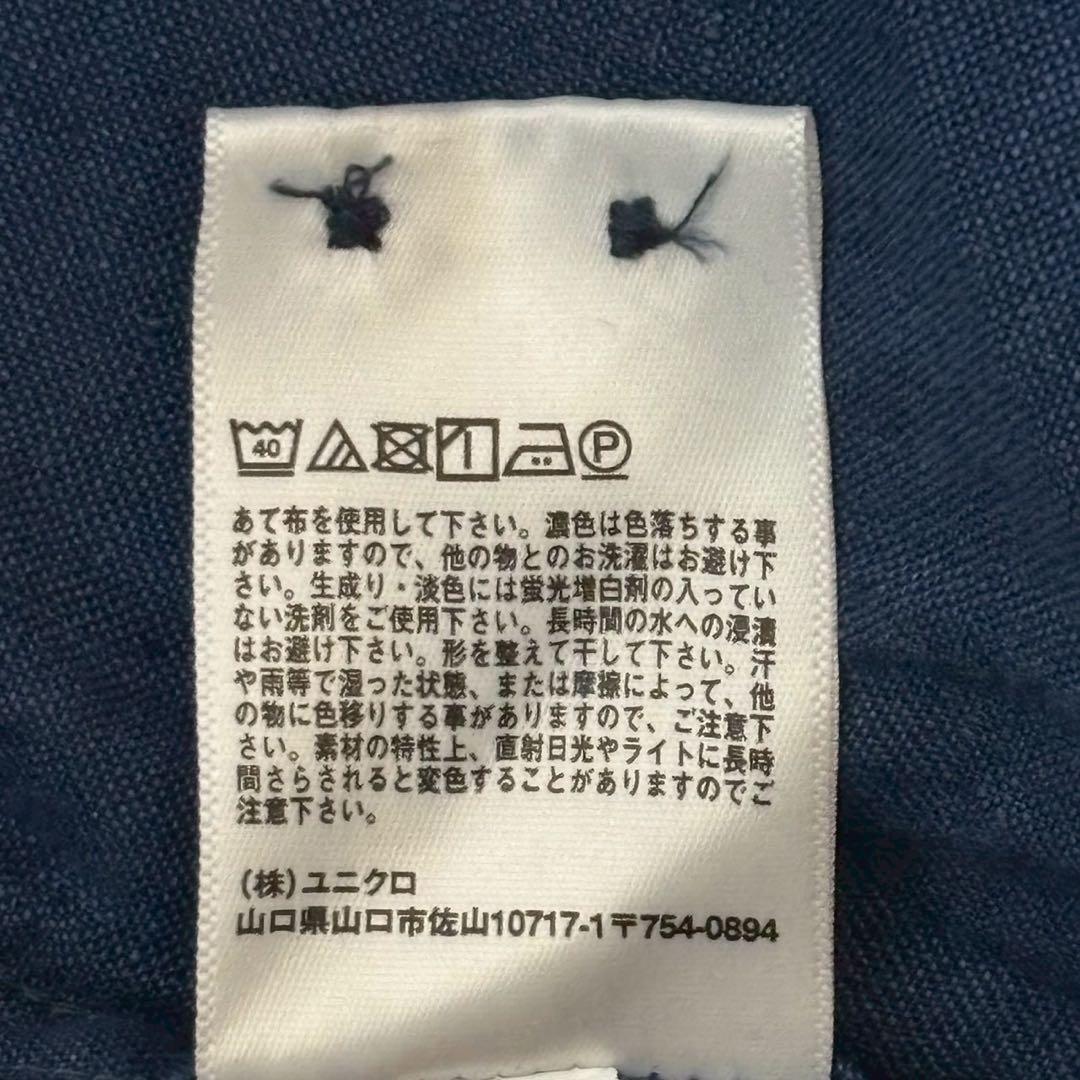 40 P
あて布を使用して下さい。濃色は色落ちする事
がありますので、他の物とのお洗濯はお避け下
さい。生成り・淡色には蛍光増白剤の入ってい
ない洗剤をご使用下さい。長時間の水への浸漬
はお避け下さい。形を整えて干して下さい。汗
や雨等で湿った状態、または摩擦によって、他
の物に色移りする事がありますので、ご注意下
さい。素材の特性上、直射日光やライトに長時
間さらされると変色することがありますのでご
注意下さい。
(株)ユニクロ
山口県山口市佐山10717-1〒754-0894